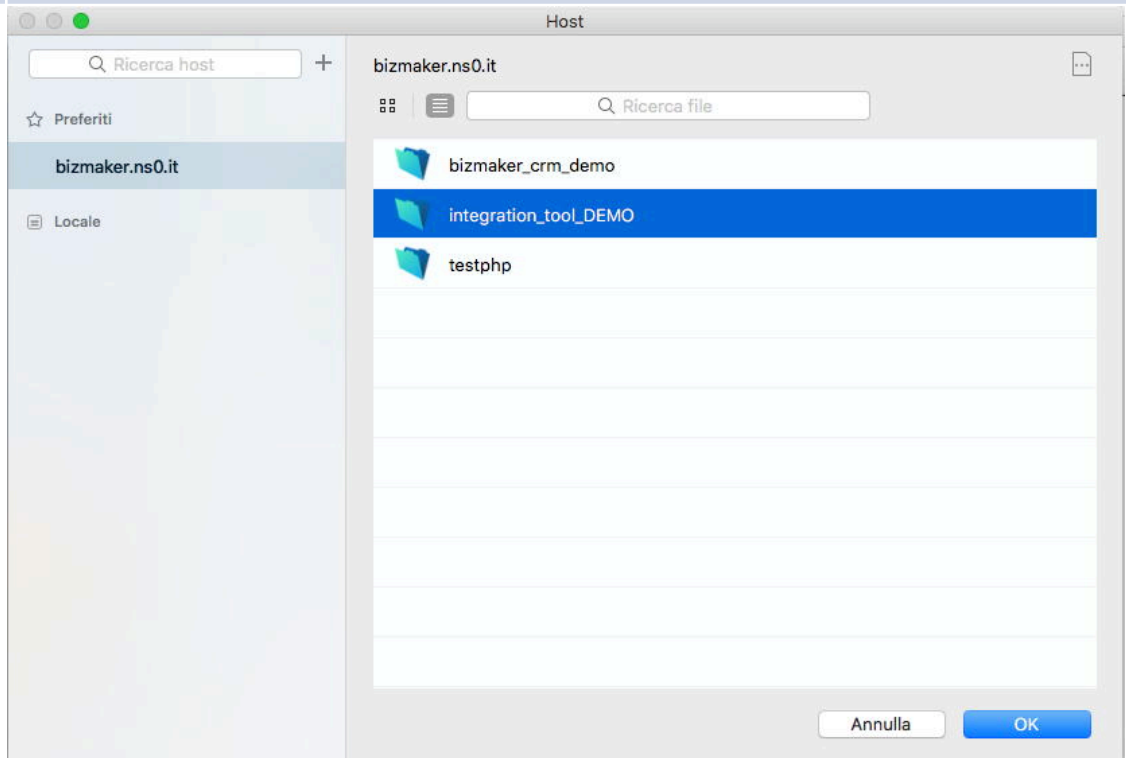 Host
Ricerca host
Preferiti
bizmaker.ns0.it
Locale
bizmaker.ns0.it
Ricerca file
bizmaker_crm_demo
integration_tool_DEMO
testphp
Annulla
OK